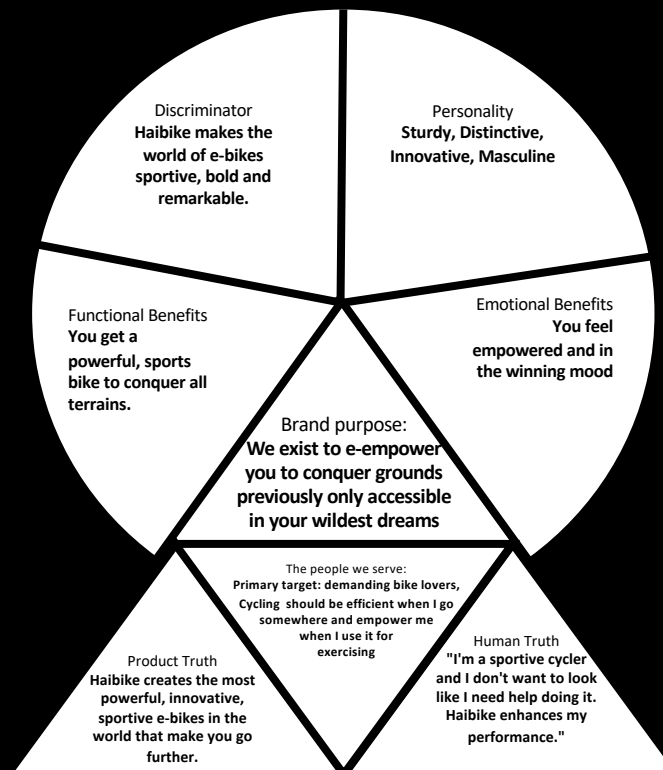 Discriminator
Haibike makes the
world of e-bikes
sportive, bold and
remarkable.
Personality
Sturdy, Distinctive,
Innovative, Masculine
Functional Benefits
You get a
powerful, sports
bike to conquer all
terrains.
Emotional Benefits
You feel
empowered and in
the winning mood
Brand purpose:
We exist to e-empower
you to conquer grounds
previously only accessible
in your wildest dreams
The people we serve:
Primary target: demanding bike lovers,
Cycling should be efficient when I go
somewhere and empower me
when I use it for
exercising
Product Truth
Haibike creates the most
powerful, innovative,
sportive e-bikes in the
world that make you go
further.
Human Truth
"I'm a sportive cycler
and I don't want to look
like I need help doing it.
Haibike enhances my
performance."